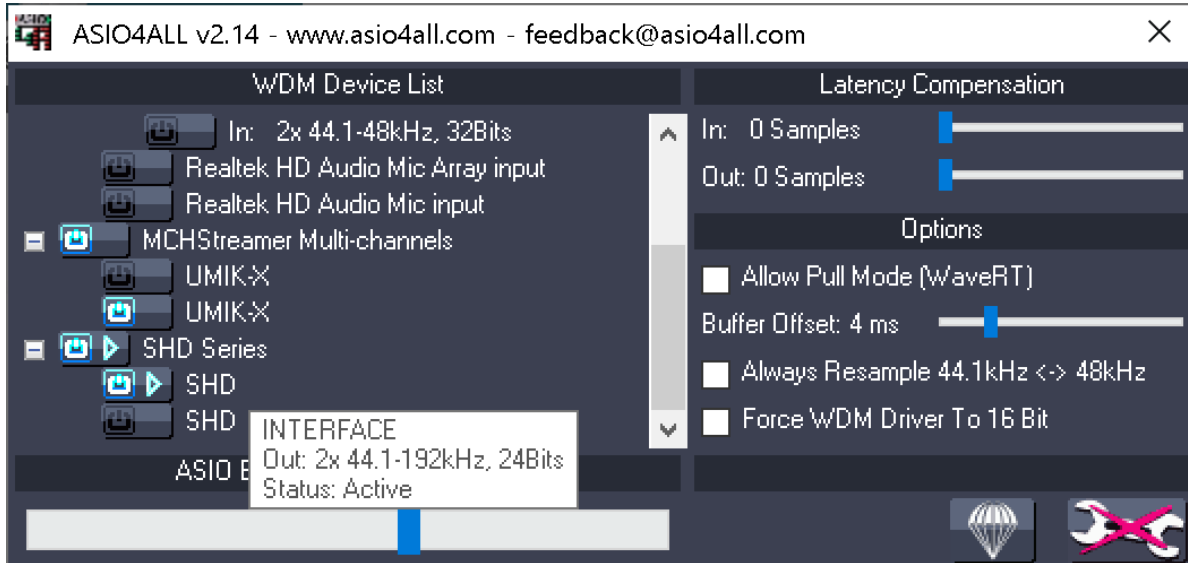 ASIO4ALL v2.14 - www.asio4all.com - feedback@asio4all.com
WDM Device List
In: 2x 44.1-48kHz, 32Bits
Realtek HD Audio Mic Array input
Realtek HD Audio Mic input
MCHStreamer Multi-channels
UMIK-X
UMIK-X
SHD Series
SHD
SHD
INTERFACE
Out: 2x 44.1-192kHz, 24Bits
Status: Active
ASIO
Latency Compensation
In: 0 Samples
Out: 0 Samples
Options
Allow Pull Mode (WaveRT)
Buffer Offset: 4 ms
Always Resample 44.1kHz <-> 48kHz
Force WDM Driver To 16 Bit